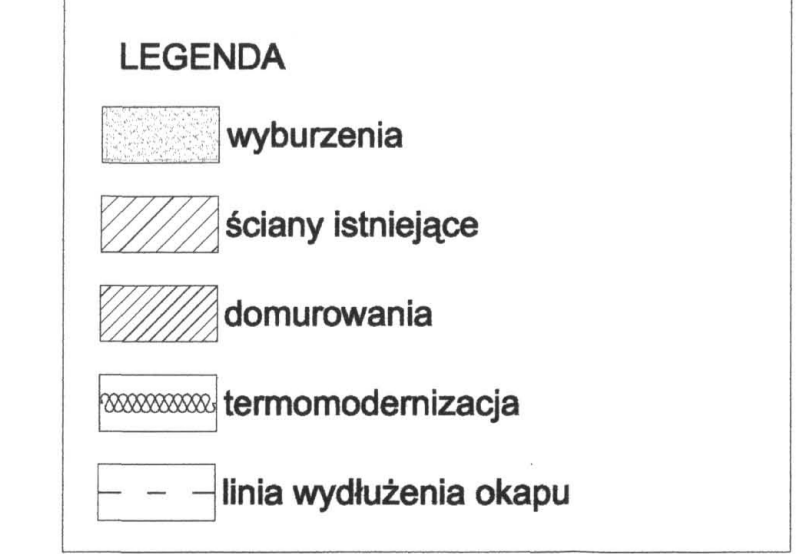 LEGENDA
wyburzenia
ściany istniejące
domurowania
termomodernizacja
linia wydłużenia okapu